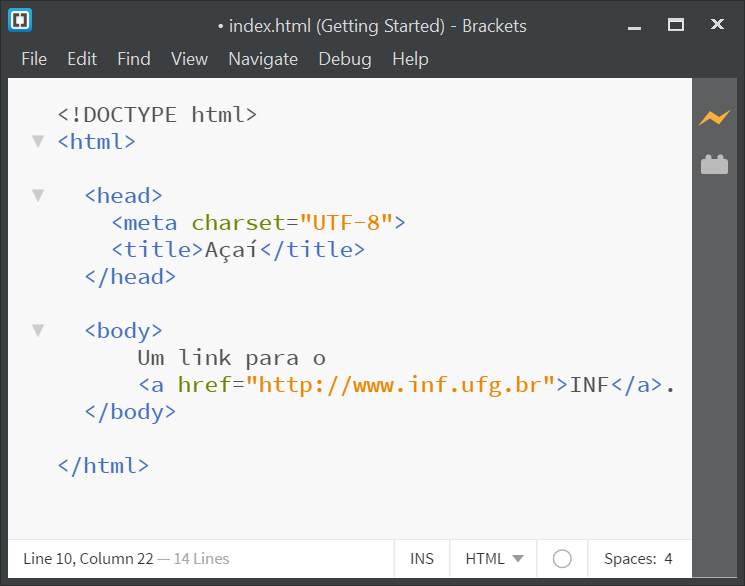 • index.html (Getting Started) - Brackets
File Edit Find View Navigate Debug Help
<!DOCTYPE html>
<html>
<head>
<meta charset="UTF-8">
<title>Açaí</title>
</head>
<body>
Um link para o
<a href="http://www.inf.ufg.br">INF</a>.
</body>
</html>
Line 10, Column 22 — 14 Lines INS HTML Spaces: 4